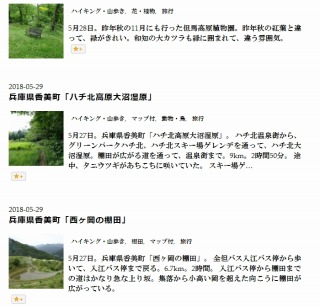 ハイキング・山歩き, 花・植物, 旅行
5月28日。昨年秋の11月にも行った但馬高原植物園。昨年秋の紅葉と違
って、緑がきれい。和池の大カツラも緑に囲まれて、違う雰囲気。
2018-05-29
兵庫県香美町「ハチ北高原大沼湿原」
ハイキング・山歩き, マップ付, 動物・鳥, 旅行
5月27日。兵庫県香美町「ハチ北高原大沼湿原」。 ハチ北温泉街から、
グリーンパークハチ北、ハチ北スキー場ゲレンデを通って、ハチ北大
沼湿原。棚田が広がる道を通って、温泉街まで。9km。2時間50分。 途
中、タニウツギがあちこちに咲いていた。 スキー場ゲ…
2018-05-29
兵庫県香美町「西ヶ岡の棚田」
ハイキング・山歩き, 棚田, マップ付, 旅行
5月27日。兵庫県香美町「西ヶ岡の棚田」。 全但バス入江バス停から歩
いて、入江バス停まで戻る。6.7km。2時間。 入江バス停から棚田ま
での道はかなり急な上り坂。集落から小高い岡を超えた向こうに棚田が
広がっている。